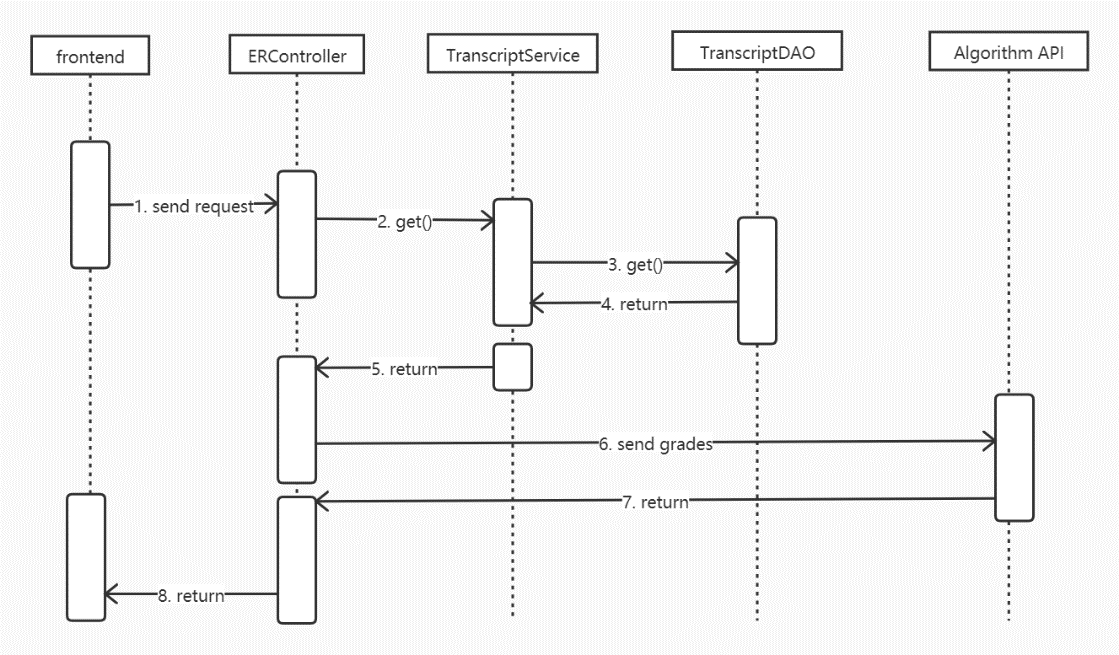 frontend
ERController
TranscriptService
TranscriptDAO
Algorithm API
1. send request
2. get()
3. get()
4. return
5. return
6. send grades
7. return
8. return